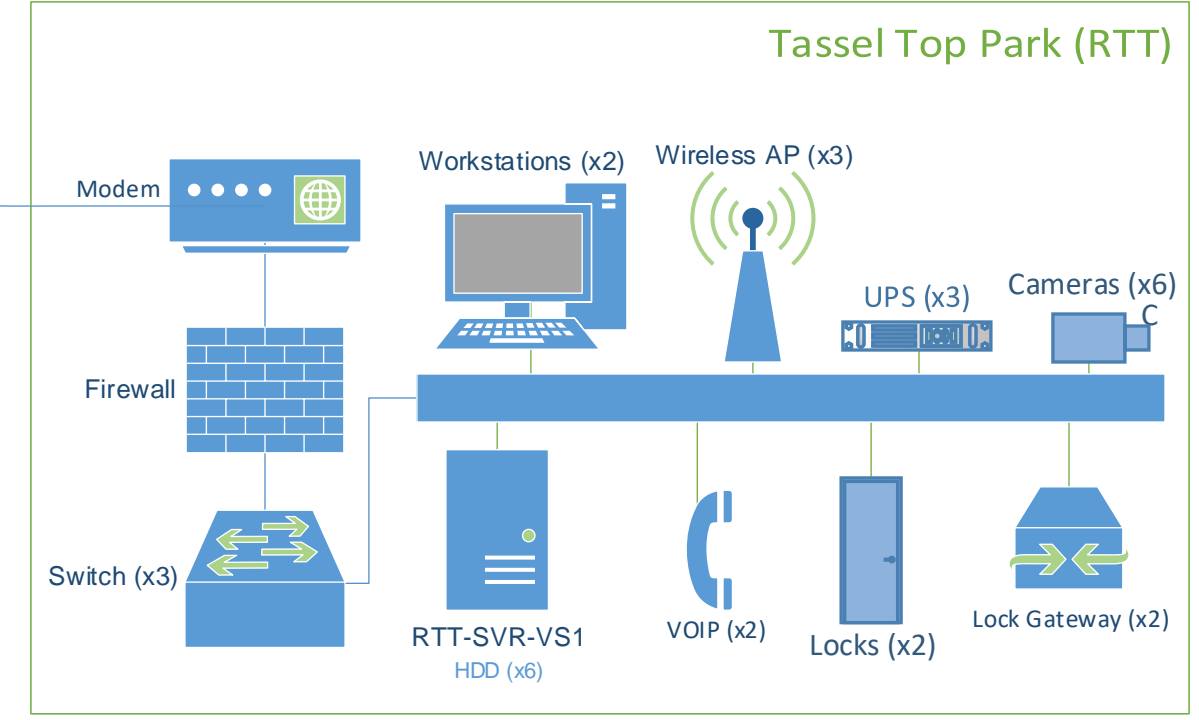 Tassel Top Park (RTT)
Modem
Workstations (x2)
Wireless AP (x3)
UPS (x3)
Cameras (x6)
C
Firewall
Switch (x3)
RTT-SVR-VS1
HDD (x6)
VOIP (x2)
Locks (x2)
Lock Gateway (x2)